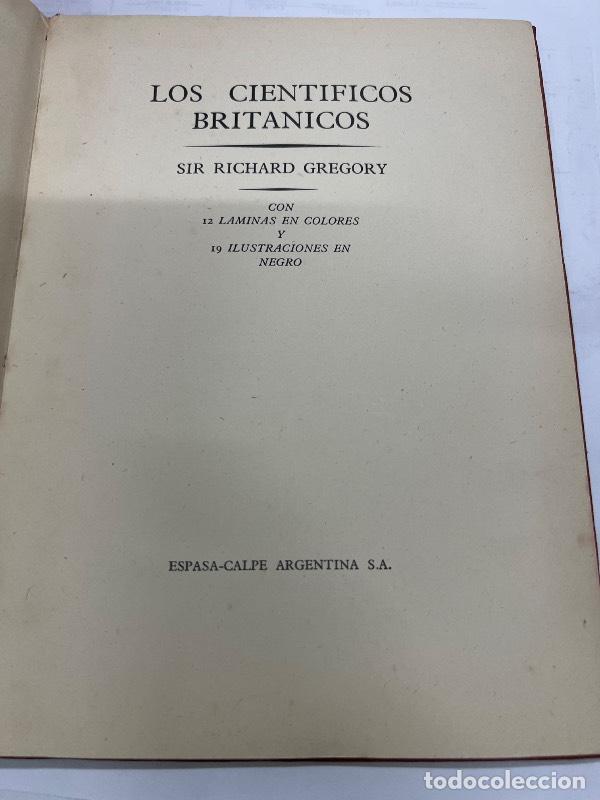 LOS CIENTIFICOS
BRITANICOS
SIR RICHARD GREGORY
CON
12 LAMINAS EN COLORES
Y
19 ILUSTRACIONES EN
NEGRO
ESPASA-CALPE ARGENTINA S.A.
todocoleccion